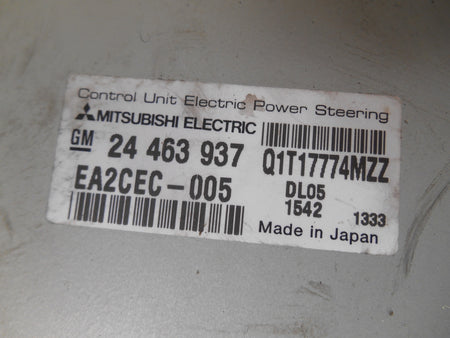 Control Unit Electric Power Steering
MITSUBISHI ELECTRIC
GM 24 463 937 Q1T17774MZZ
EA2CEC-005 DL05
1542 1333
Made in Japan